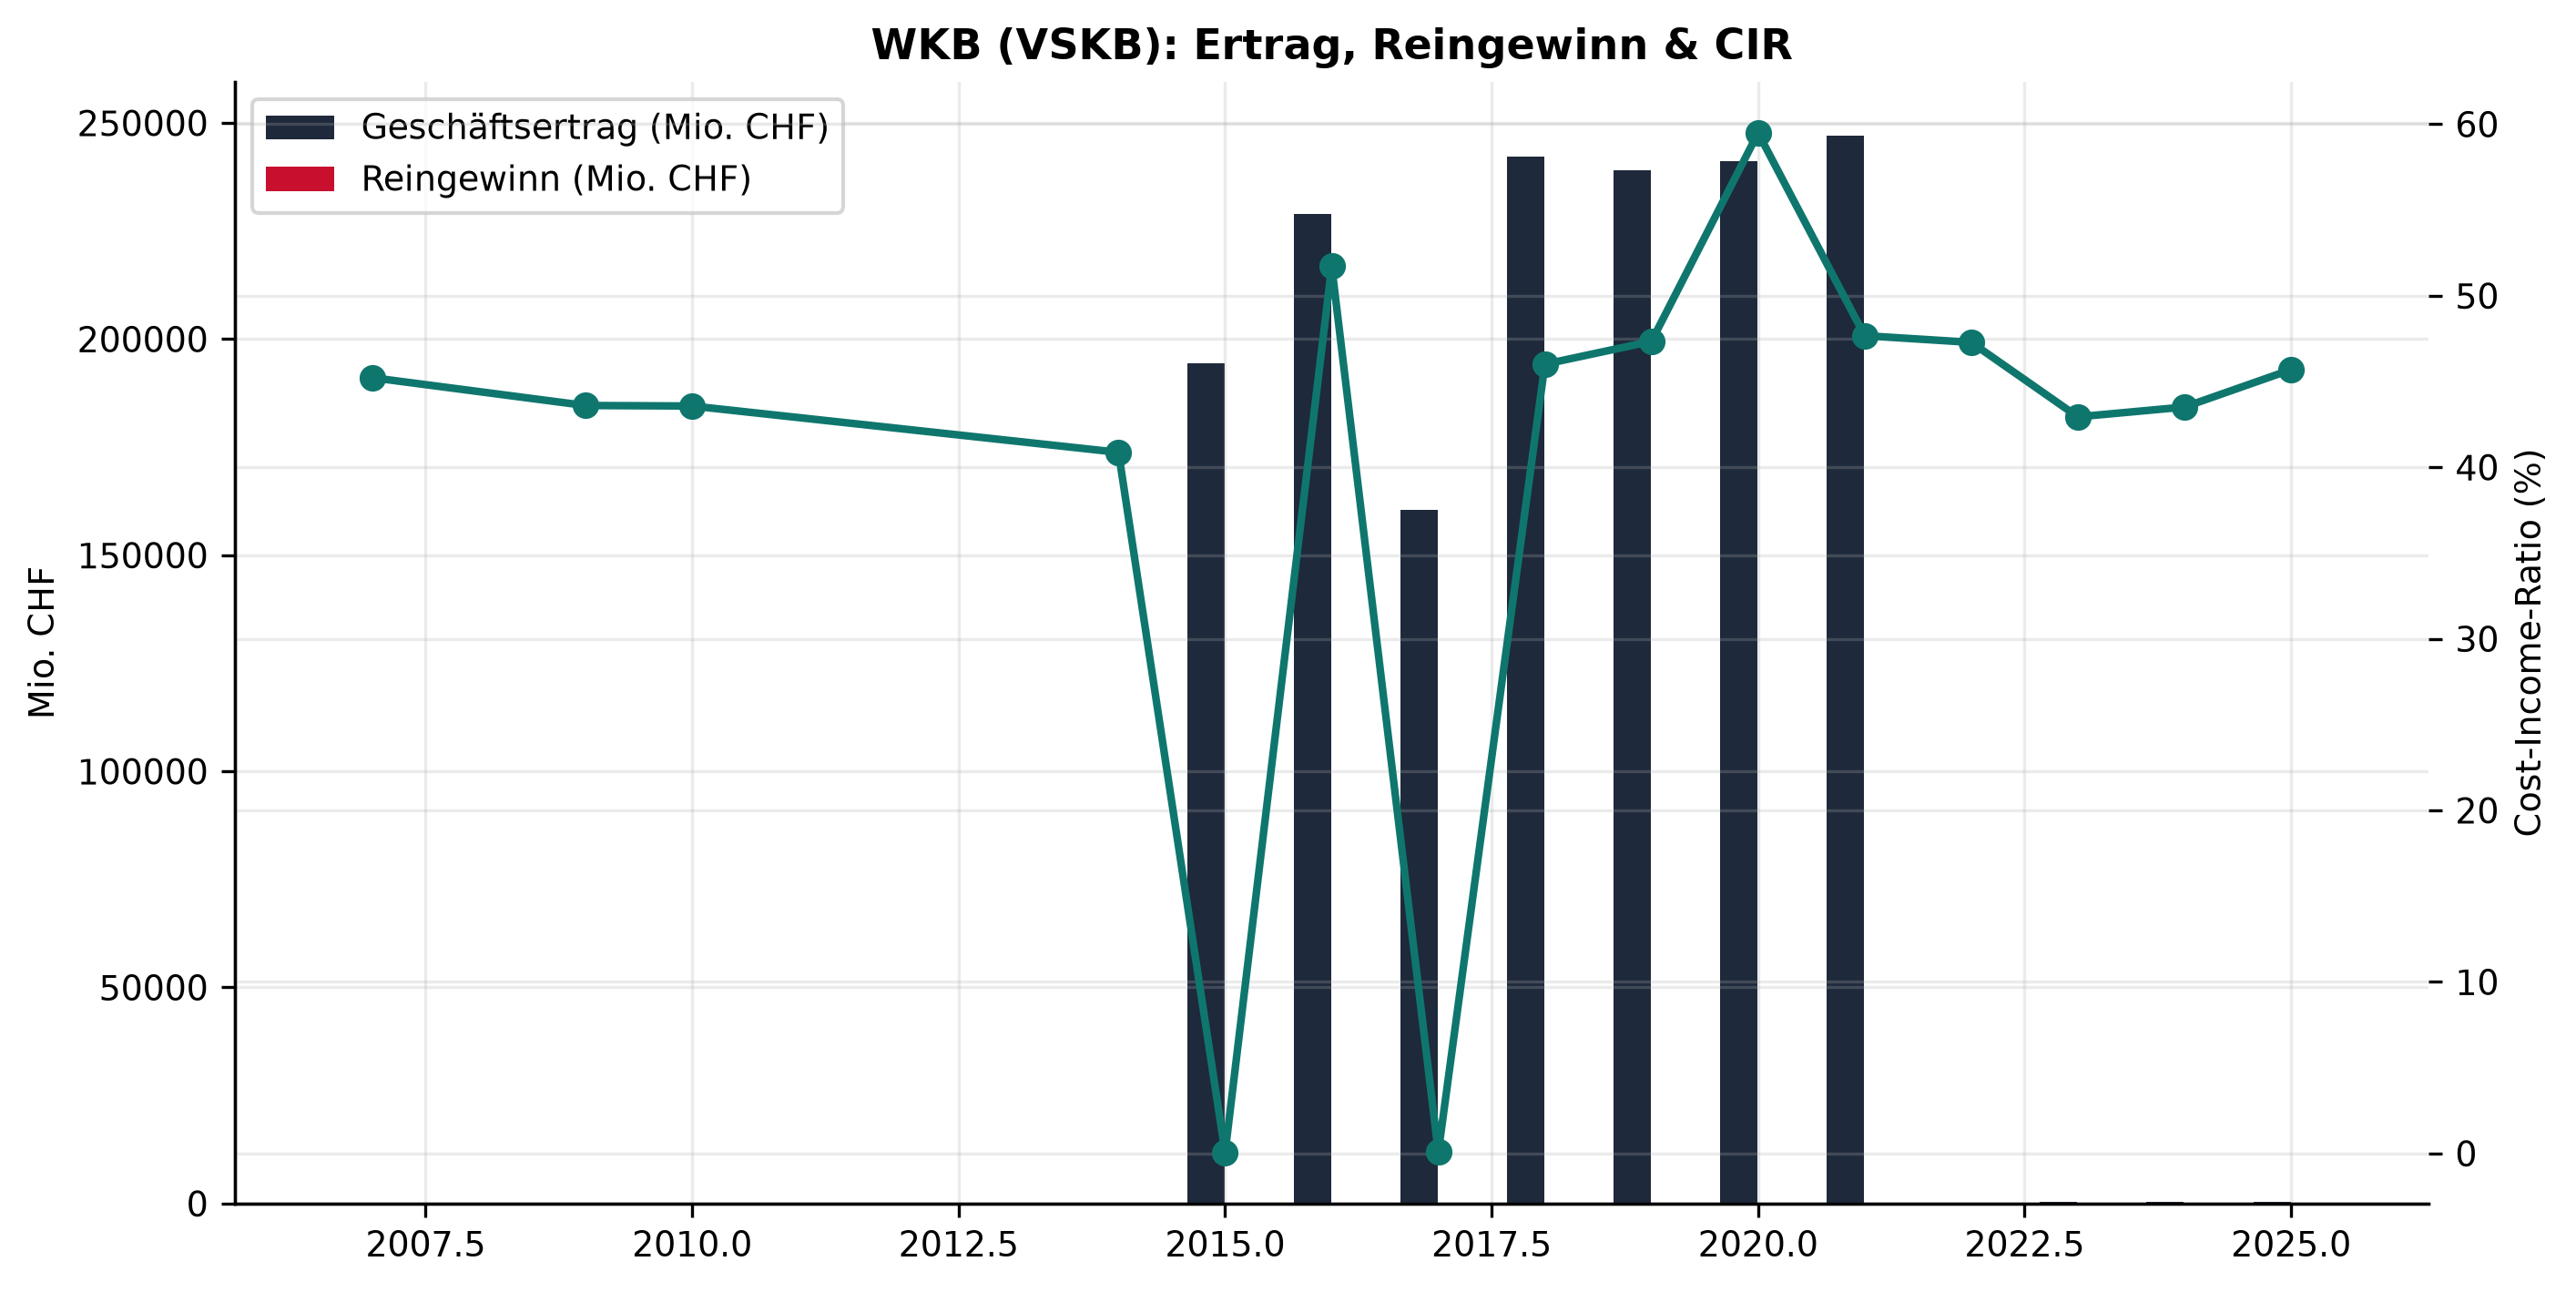 WKB (VSKB): Ertrag, Reingewinn & CIR
Geschäftsertrag (Mio. CHF)
Reingewinn (Mio. CHF)
250000
200000
150000
100000
50000
0
Mio. CHF
60
50
40
30
20
10
0
Cost-Income-Ratio (%)
2007.5 2010.0 2012.5 2015.0 2017.5 2020.0 2022.5 2025.0